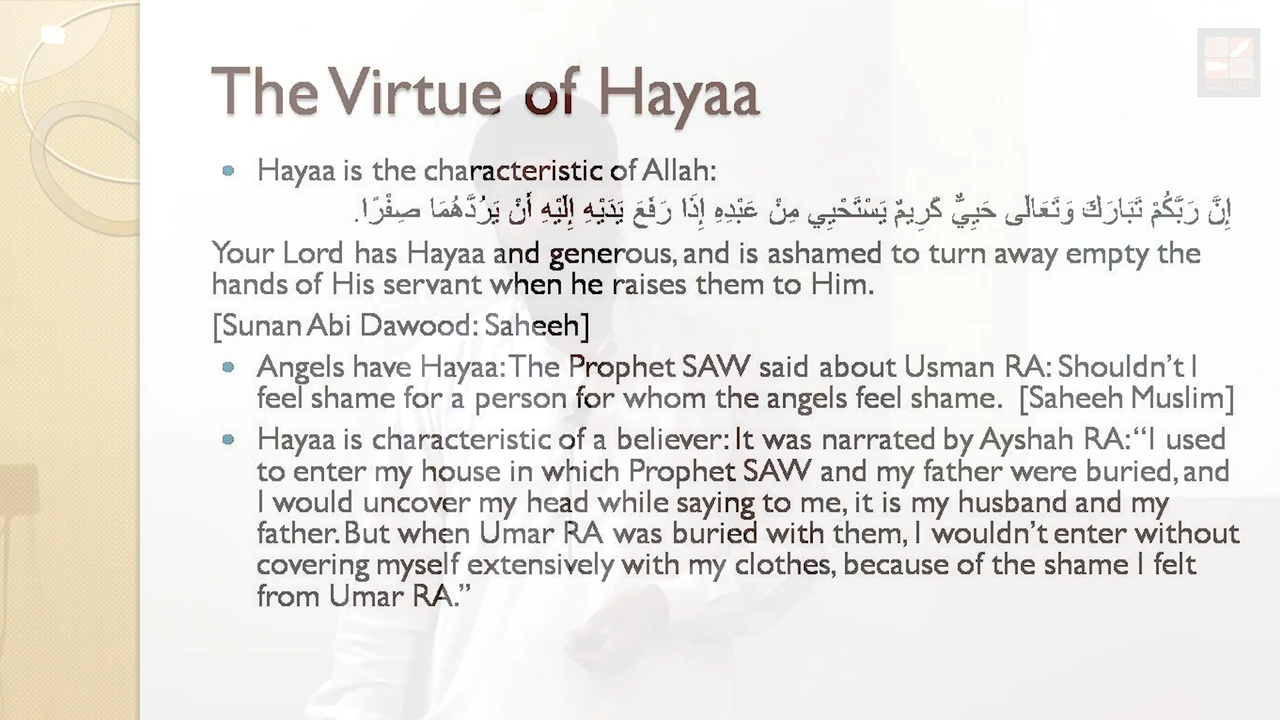 The Virtue of Hayaa
• Hayaa is the characteristic of Allah:
إِنَّ رَبَّكُمْ تَبَارَكَ وَتَعَالَى حَيِيٌّ كَرِيمٌ يَسْتَحْيِي مِنْ عَبْدِهِ إِذَا رَفَعَ يَدَيْهِ إِلَيْهِ أَنْ يَرُدَّهُمَا صِفْرًا.
Your Lord has Hayaa and generous, and is ashamed to turn away empty the
hands of His servant when he raises them to Him.
[Sunan Abi Dawood: Saheeh]
• Angels have Hayaa: The Prophet SAW said about Usman RA: Shouldn't I
feel shame for a person for whom the angels feel shame. [Saheeh Muslim]
• Hayaa is characteristic of a believer: It was narrated by Ayshah RA: “I used
to enter my house in which Prophet SAW and my father were buried, and
I would uncover my head while saying to me, it is my husband and my
father. But when Umar RA was buried with them, I wouldn't enter without
covering myself extensively with my clothes, because of the shame I felt
from Umar RA.”